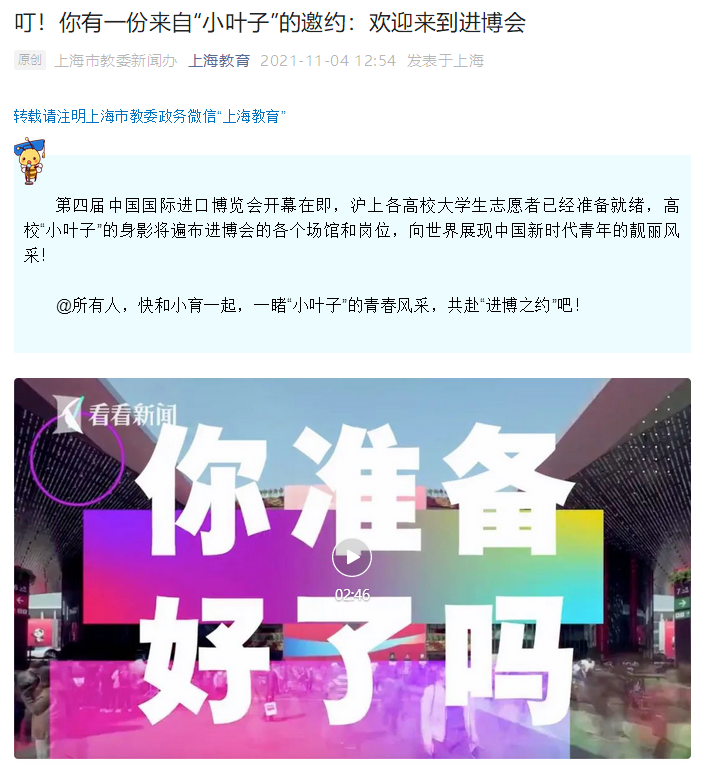 叮！你有一份来自“小叶子”的邀约：欢迎来到进博会
原创 上海市教委新闻办 上海教育 2021-11-04 12:54 发表于上海
转载请注明上海市教委政务微信“上海教育”
第四届中国国际进口博览会开幕在即，沪上各高校大学生志愿者已经准备就绪，高
校“小叶子”的身影将遍布进博会的各个场馆和岗位，向世界展现中国新时代青年的靓丽风
采！
@所有人，快和小育一起，一睹“小叶子”的青春风采，共赴“进博之约”吧！
看看新闻
你准备
02:46
好了吗